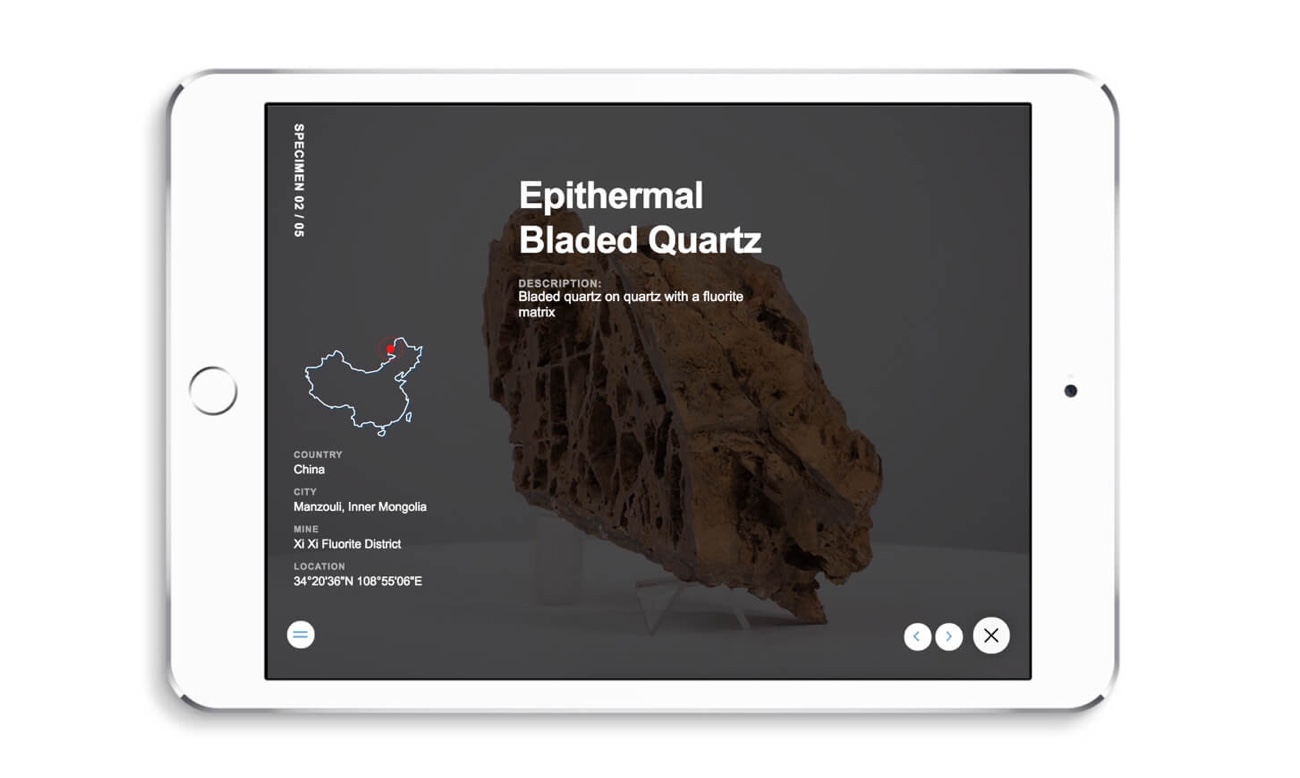 SPECIMEN 02 / 05
Epithermal
Bladed Quartz
DESCRIPTION:
Bladed quartz on quartz with a fluorite
matrix
COUNTRY
China
CITY
Manzouli, Inner Mongolia
MINE
Xi Xi Fluorite District
LOCATION
34°20'36"N 108°55'06"E